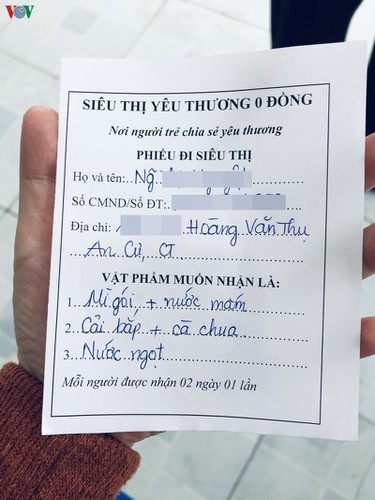 VOV
SIÊU THỊ YÊU THƯƠNG 0 ĐỒNG
Nơi người trẻ chia sẻ yêu thương
PHIẾU ĐI SIÊU THỊ
Họ và tên:
Số CMND/Số ĐT:
Địa chỉ: Hoàng Văn Thụ
An Cư, CT
VẬT PHẨM MUỐN NHẬN LÀ:
1. Mì gói + nước mắm
2. Cải bắp + cà chua
3. Nước ngọt
Mỗi người được nhận 02 ngày 01 lần